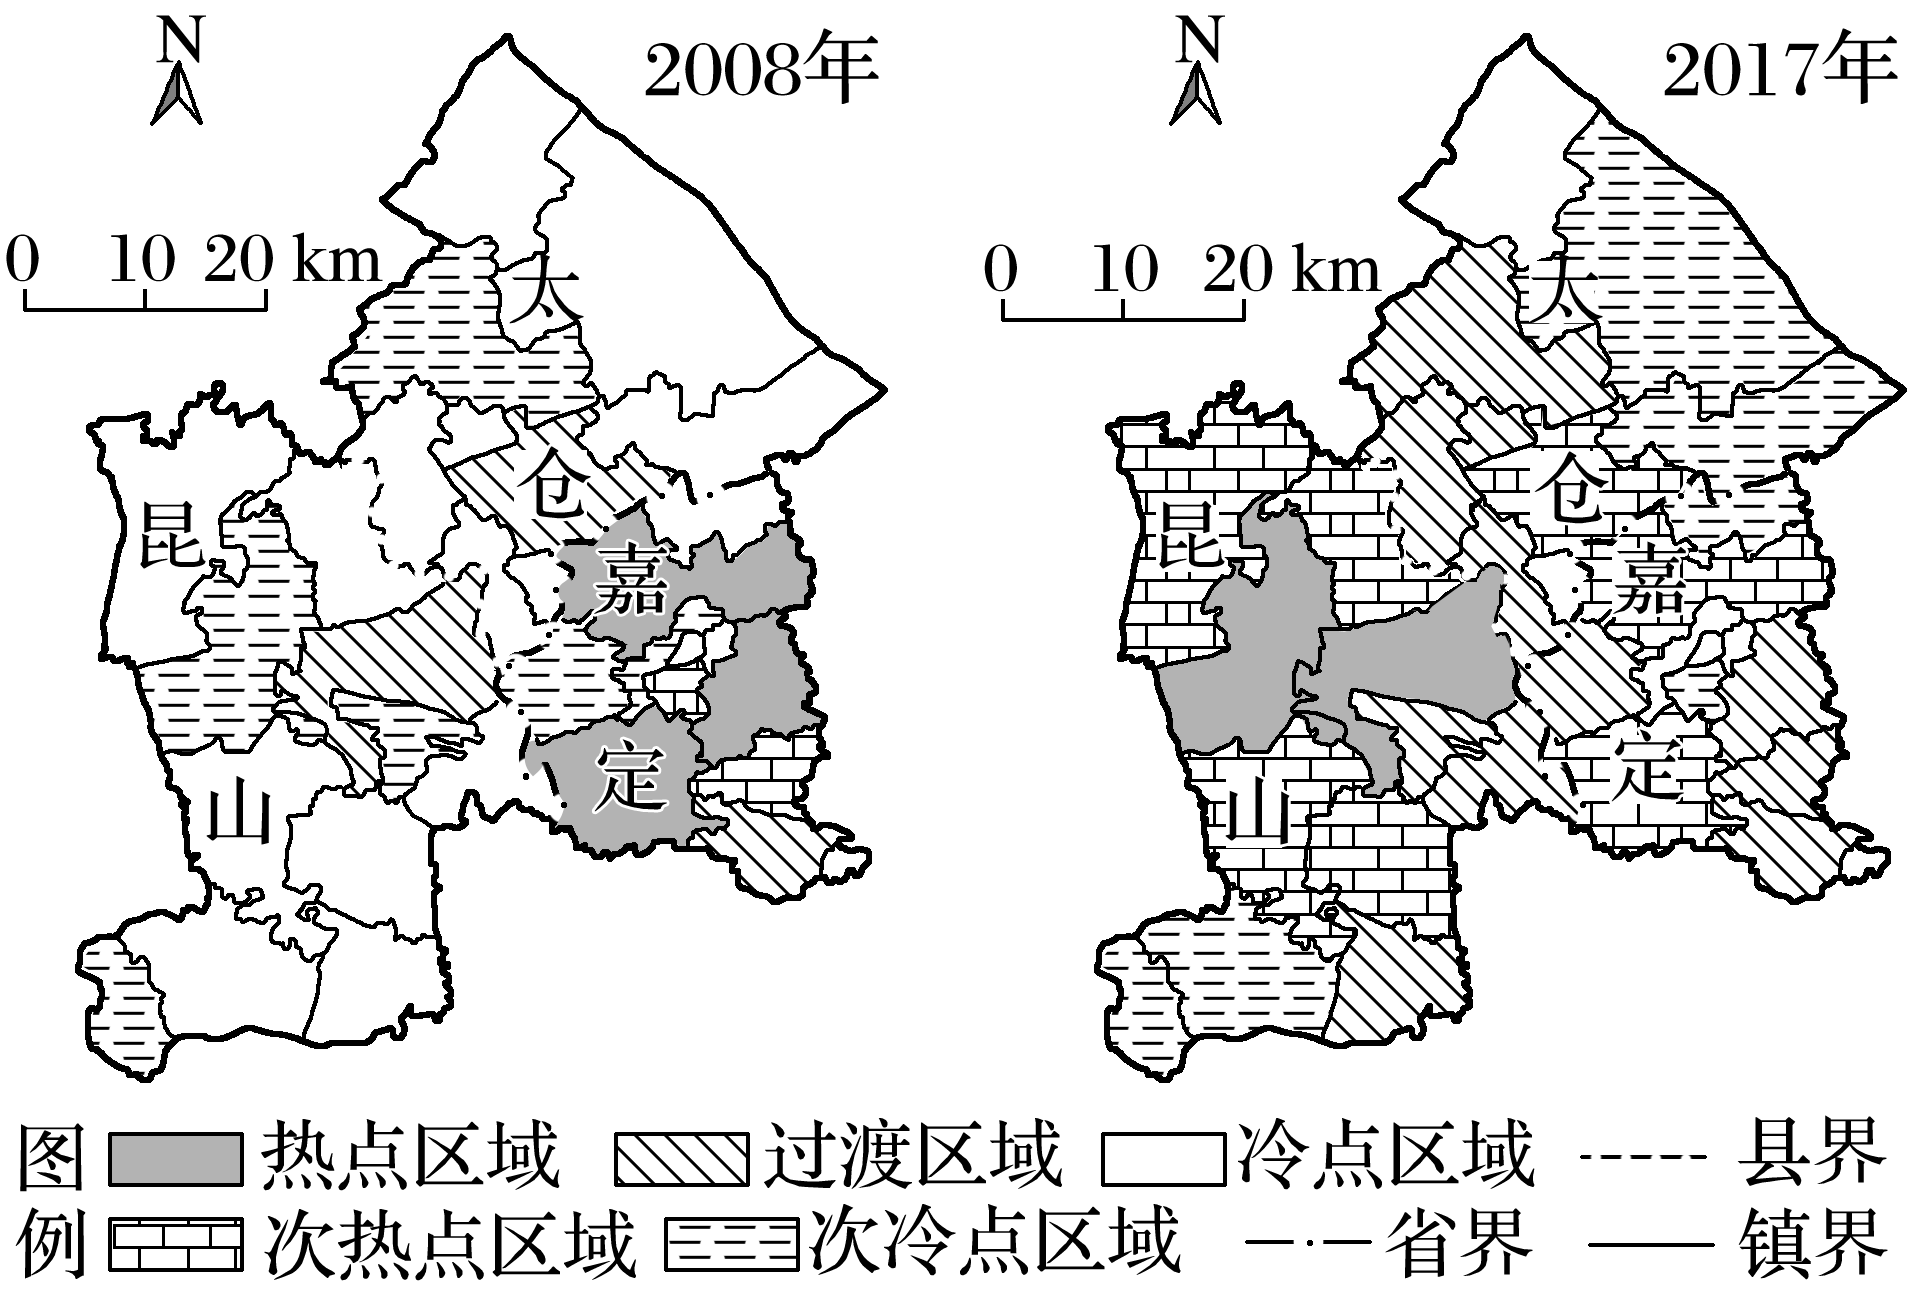 N
2008年
0 10 20 km
太
仓
昆
嘉
定
山
N
2017年
0 10 20 km
太
仓
昆
嘉
定
山
图例
热点区域 过渡区域 冷点区域 县界
次热点区域 次冷点区域 省界 镇界